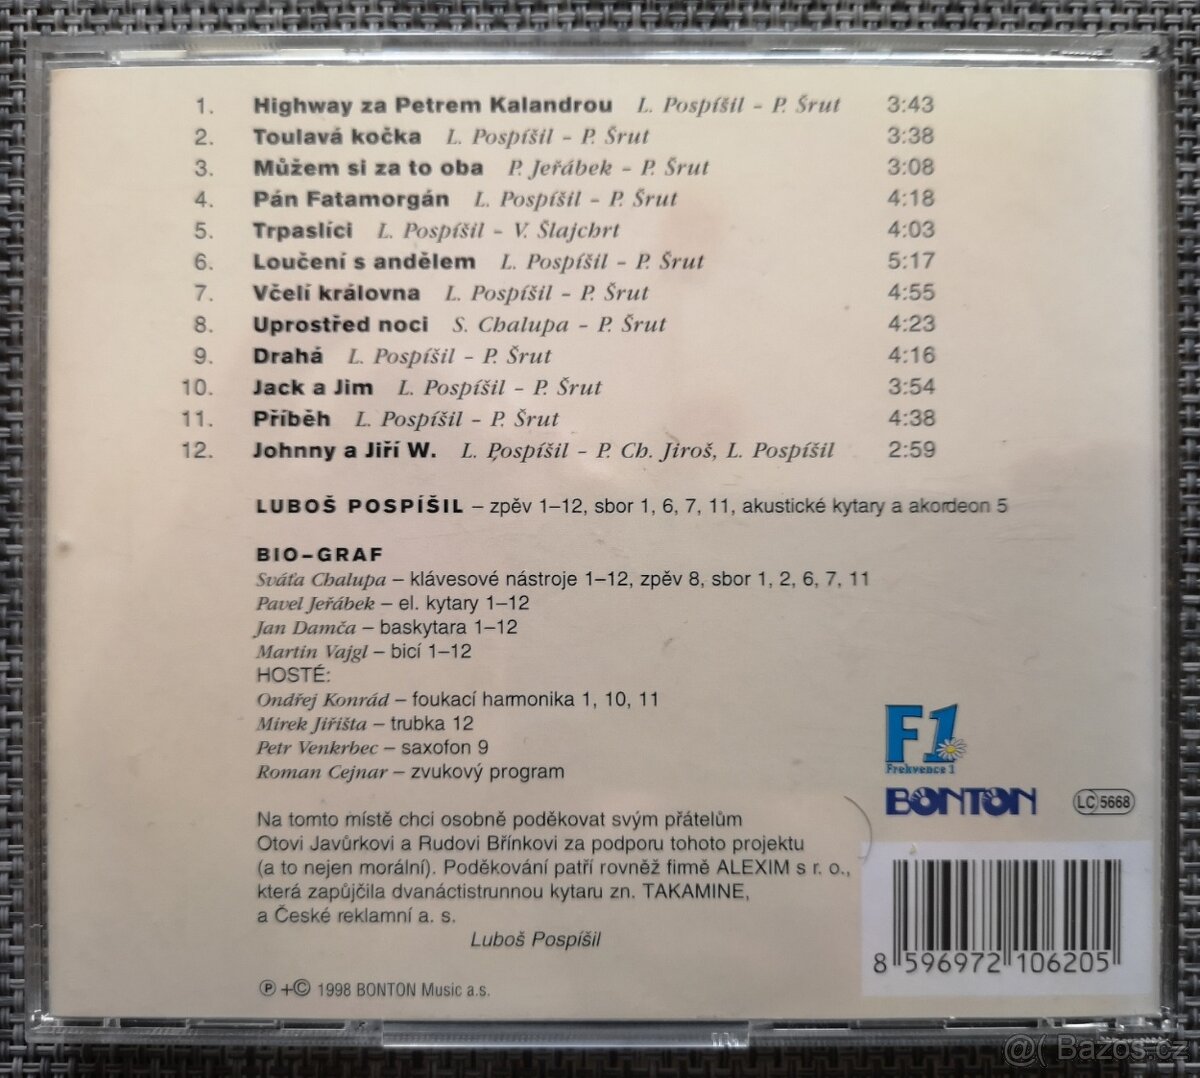 1. Highway za Petrem Kalandrou L. Pospíšil - P. Šrut 3:43
2. Toulavá kočka L. Pospíšil - P. Šrut 3:38
3. Můžem si za to oba P. Jeřábek - P. Šrut 3:08
4. Pán Fatamorgán L. Pospíšil - P. Šrut 4:18
5. Trpaslíci L. Pospíšil - V. Šlajchrt 4:03
6. Loučení s andělem L. Pospíšil - P. Šrut 5:17
7. Včelí královna L. Pospíšil - P. Šrut 4:55
8. Uprostřed noci S. Chalupa - P. Šrut 4:23
9. Drahá L. Pospíšil - P. Šrut 4:16
10. Jack a Jim L. Pospíšil - P. Šrut 3:54
11. Příběh L. Pospíšil - P. Šrut 4:38
12. Johnny a Jiří W. L. Pospíšil - P. Ch. Jiroš, L. Pospíšil 2:59
LUBOŠ POSPÍŠIL – zpěv 1–12, sbor 1, 6, 7, 11, akustické kytary a akordeon 5
BIO–GRAF
Sváťa Chalupa – klávesové nástroje 1–12, zpěv 8, sbor 1, 2, 6, 7, 11
Pavel Jeřábek – el. kytary 1–12
Jan Damča – baskytara 1–12
Martin Vajgl – bicí 1–12
HOSTÉ:
Ondřej Konrád – foukací harmonika 1, 10, 11
Mirek Jiřišta – trubka 12
Petr Venkrbec – saxofon 9
Roman Cejnar – zvukový program
Na tomto místě chci osobně poděkovat svým přátelům
Otovi Javůrkovi a Rudovi Břínkovi za podporu tohoto projektu
(a to nejen morální). Poděkování patří rovněž firmě ALEXIM s r. o.,
která zapůjčila dvanáctistrunnou kytaru zn. TAKAMINE,
a České reklamní a. s.
Luboš Pospíšil
℗ +© 1998 BONTON Music a.s.
F1
Frekvence 1
BONTON
LC 5668
8 596972 106205
@( Bazos.cz